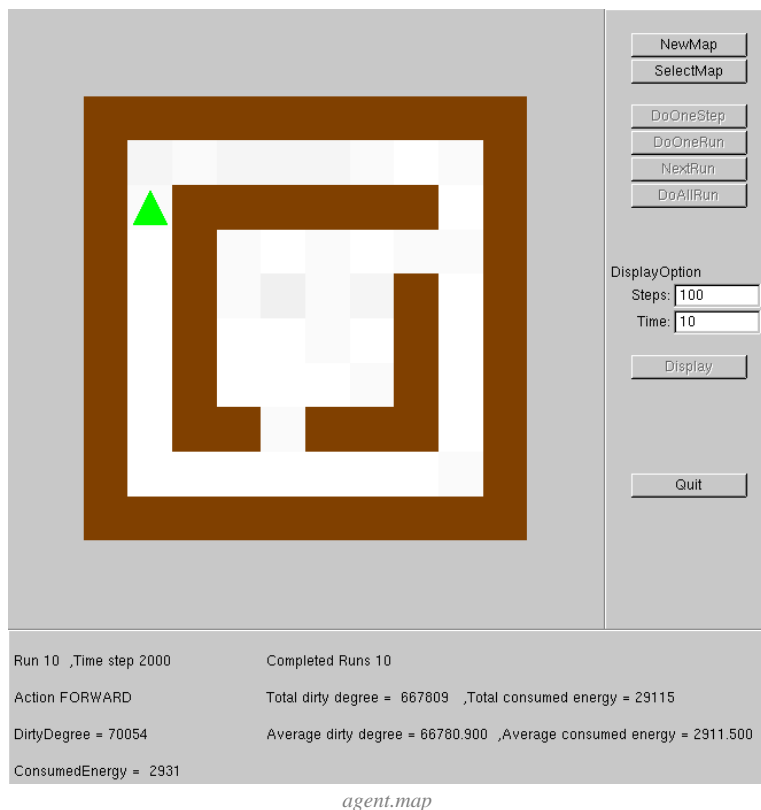 NewMap
SelectMap
DoOneStep
DoOneRun
NextRun
DoAllRun
DisplayOption
Steps: 100
Time: 10
Display
Quit
Run 10 ,Time step 2000 Completed Runs 10
Action FORWARD Total dirty degree = 667809 ,Total consumed energy = 29115
DirtyDegree = 70054 Average dirty degree = 66780.900 ,Average consumed energy = 2911.500
ConsumedEnergy = 2931
agent.map